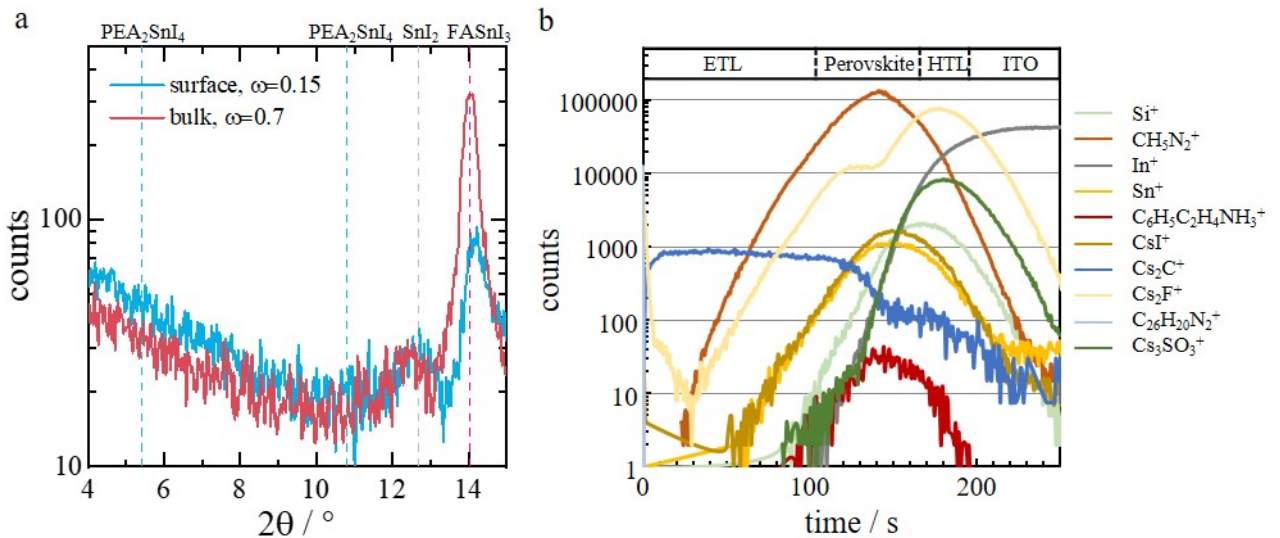 a
PEA₂SnI₄ PEA₂SnI₄ SnI₂ FASnI₃
surface, ω=0.15
bulk, ω=0.7
100
10
counts
4 6 8 10 12 14
2θ / °
b
ETL Perovskite HTL ITO
100000
10000
1000
100
10
1
counts
0 100 200
time / s
Si⁺
CH₅N₂⁺
In⁺
Sn⁺
C₆H₅C₂H₄NH₃⁺
CsI⁺
Cs₂C⁺
Cs₂F⁺
C₂₆H₂₀N₂⁺
Cs₃SO₃⁺